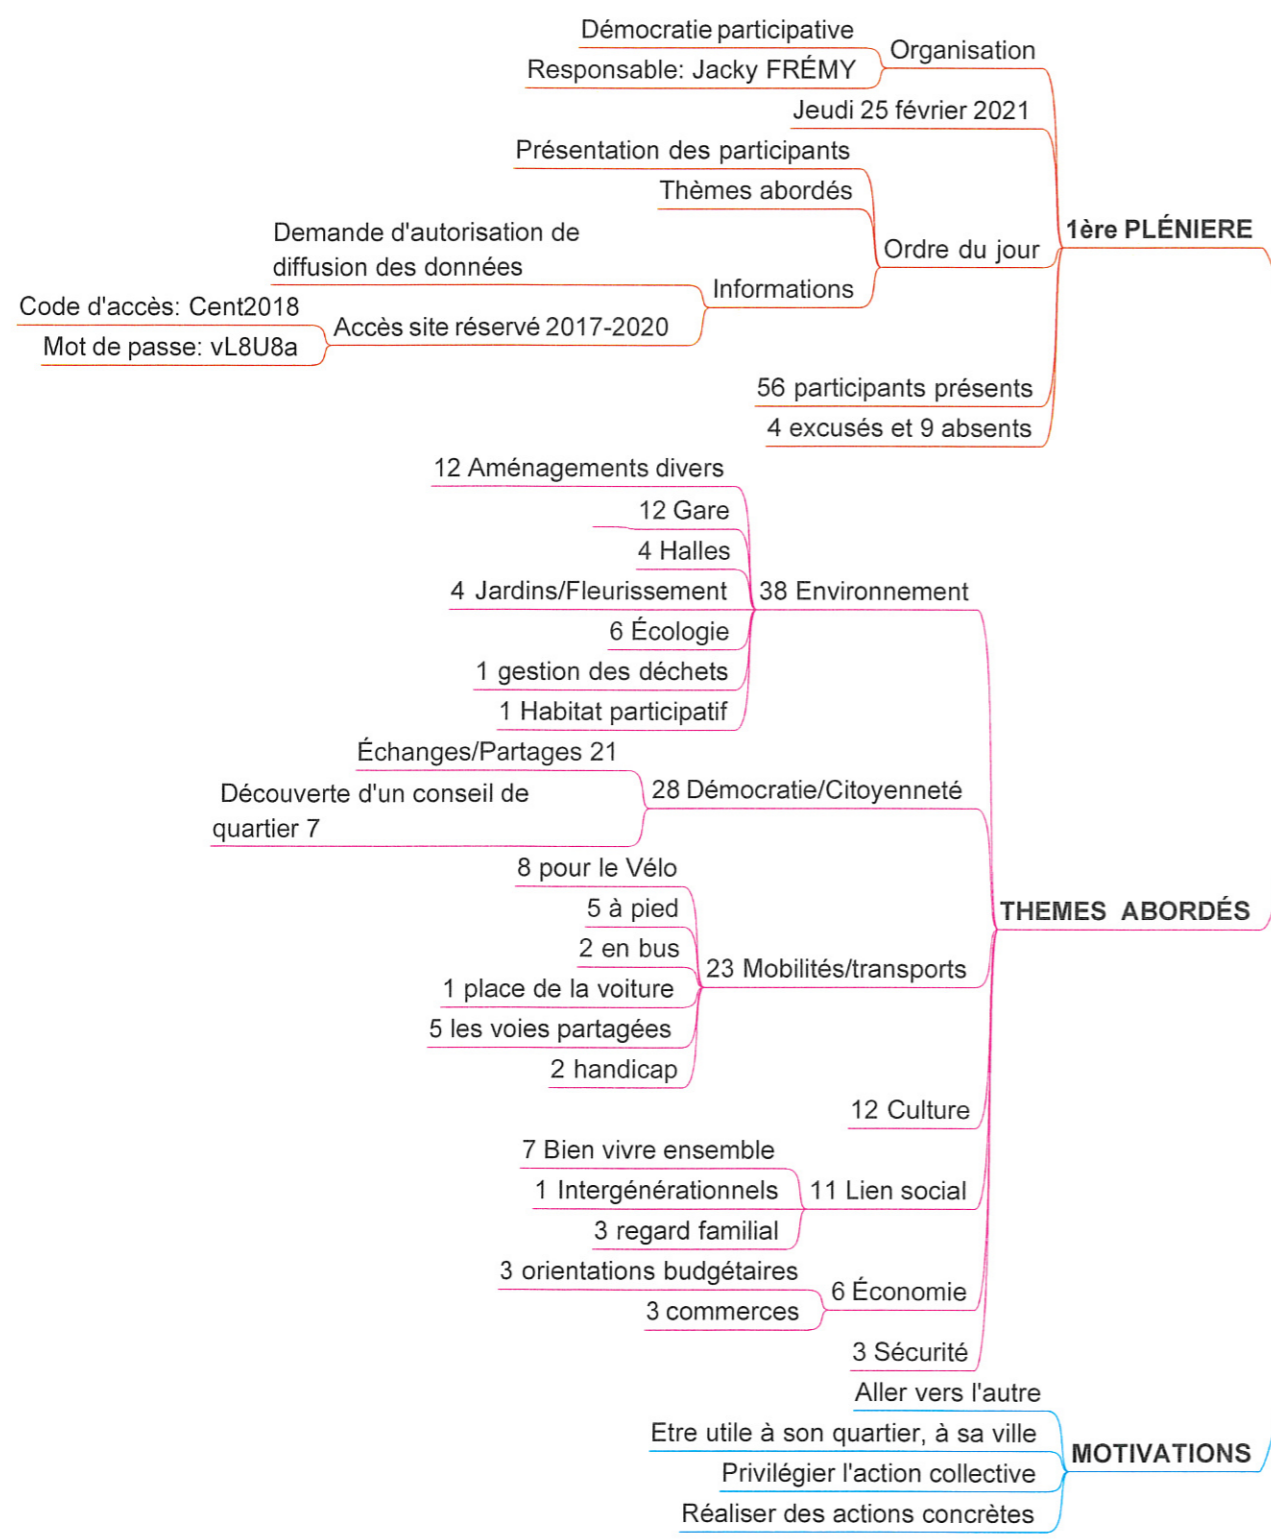 Démocratie participative
Organisation
Responsable: Jacky FRÉMY
Jeudi 25 février 2021
Présentation des participants
Thèmes abordés
1ère PLÉNIERE
Demande d'autorisation de
diffusion des données
Ordre du jour
Informations
Code d'accès: Cent2018
Accès site réservé 2017-2020
Mot de passe: vL8U8a
56 participants présents
4 excusés et 9 absents
12 Aménagements divers
12 Gare
4 Halles
4 Jardins/Fleurissement
38 Environnement
6 Écologie
1 gestion des déchets
1 Habitat participatif
Échanges/Partages 21
28 Démocratie/Citoyenneté
Découverte d'un conseil de
quartier 7
8 pour le Vélo
5 à pied
THEMES ABORDÉS
2 en bus
23 Mobilités/transports
1 place de la voiture
5 les voies partagées
2 handicap
12 Culture
7 Bien vivre ensemble
1 Intergénérationnels
11 Lien social
3 regard familial
3 orientations budgétaires
6 Économie
3 commerces
3 Sécurité
Aller vers l'autre
Etre utile à son quartier, à sa ville
MOTIVATIONS
Privilégier l'action collective
Réaliser des actions concrètes